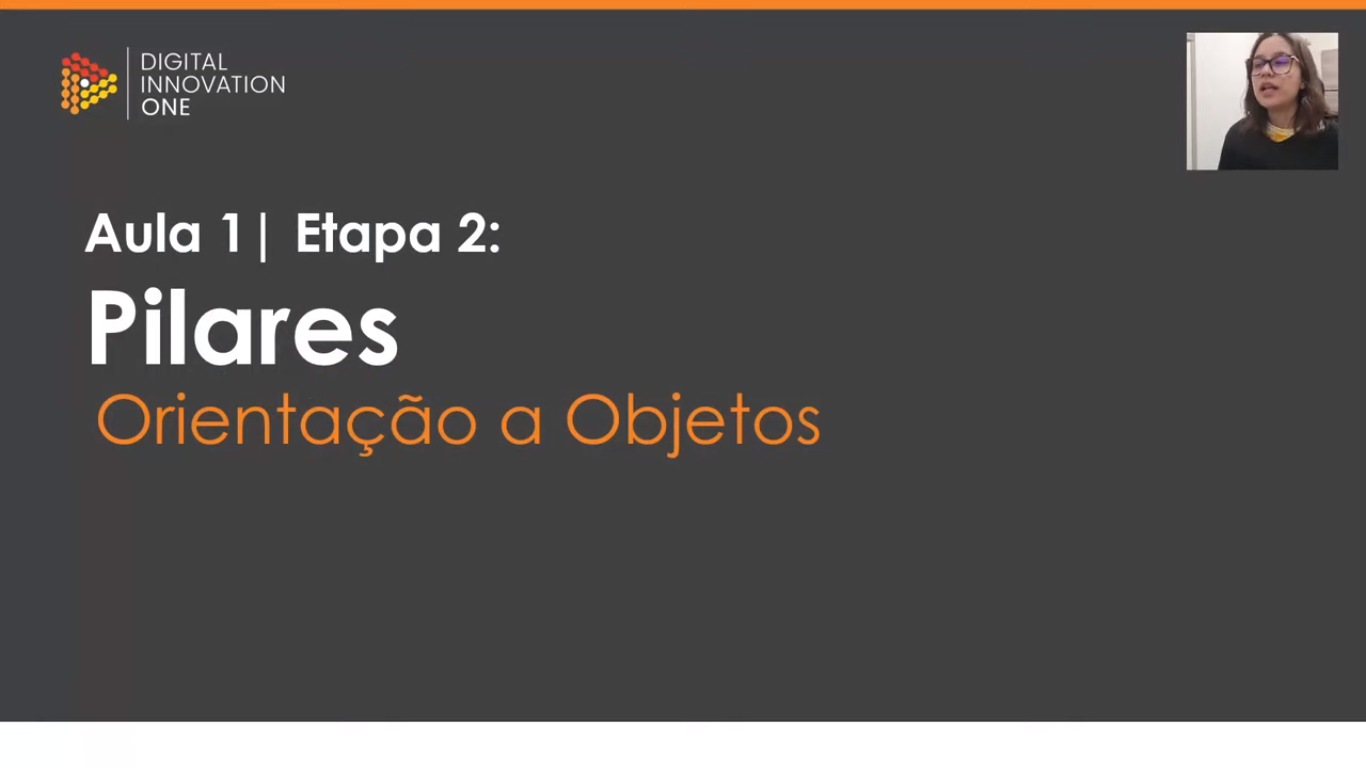 DIGITAL
INNOVATION
ONE
Aula 1| Etapa 2:
Pilares
Orientação a Objetos